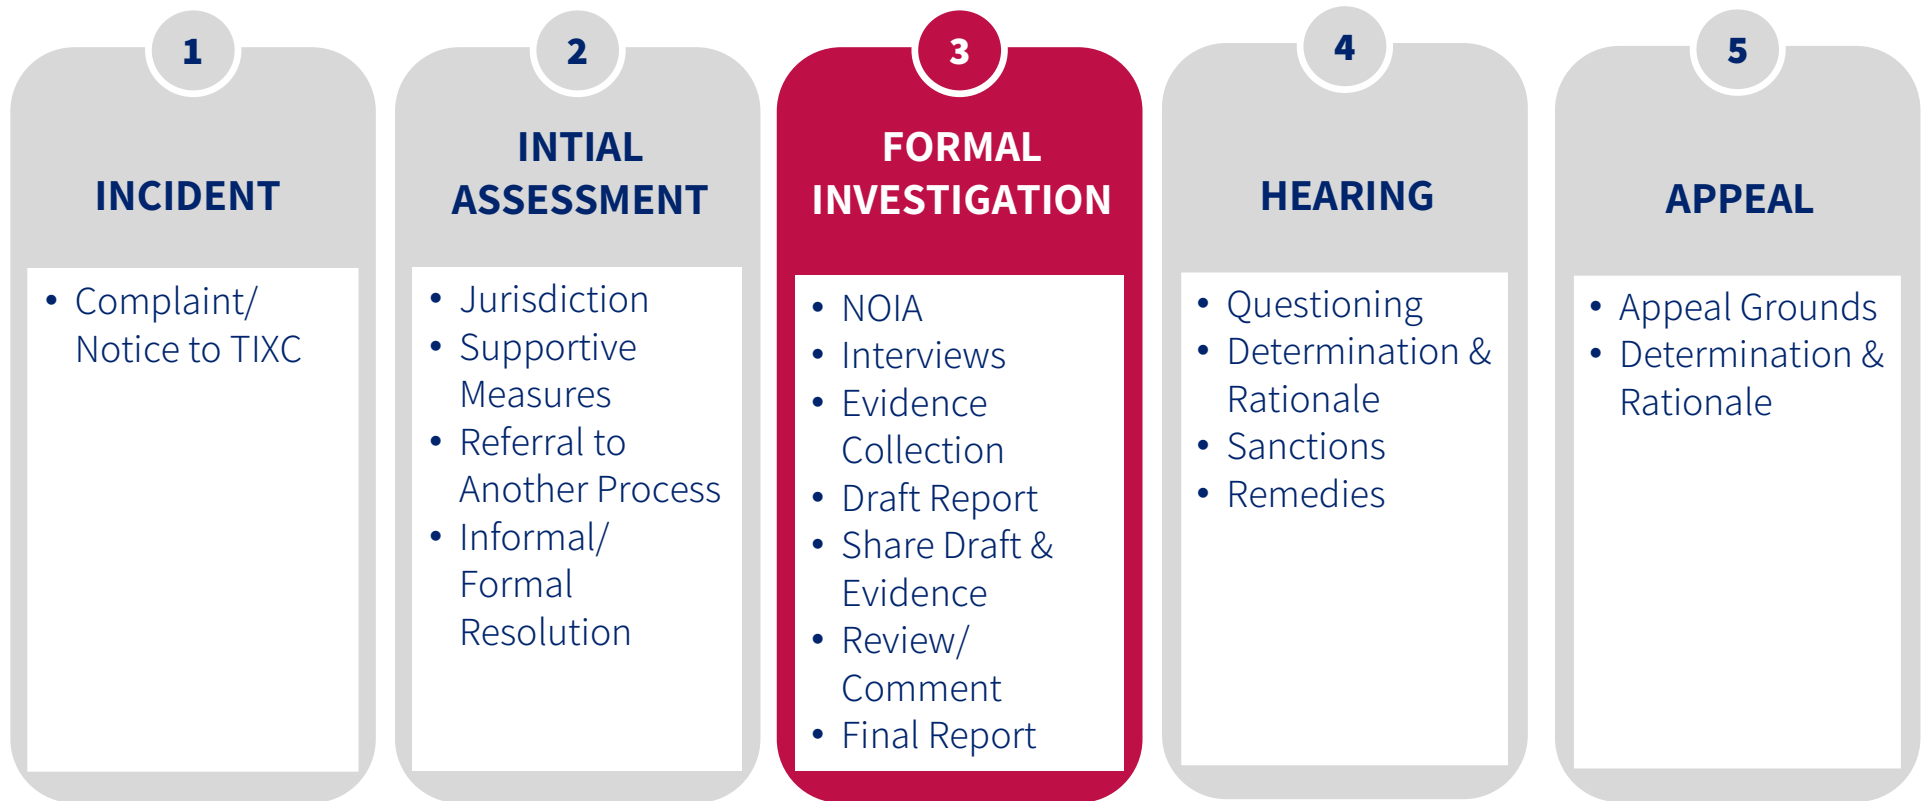 1
INCIDENT
• Complaint/
Notice to TIXC
2
INTIAL
ASSESSMENT
• Jurisdiction
• Supportive
Measures
• Referral to
Another Process
• Informal/
Formal
Resolution
3
FORMAL
INVESTIGATION
• NOIA
• Interviews
• Evidence
Collection
• Draft Report
• Share Draft &
Evidence
• Review/
Comment
• Final Report
4
HEARING
• Questioning
• Determination &
Rationale
• Sanctions
• Remedies
5
APPEAL
• Appeal Grounds
• Determination &
Rationale